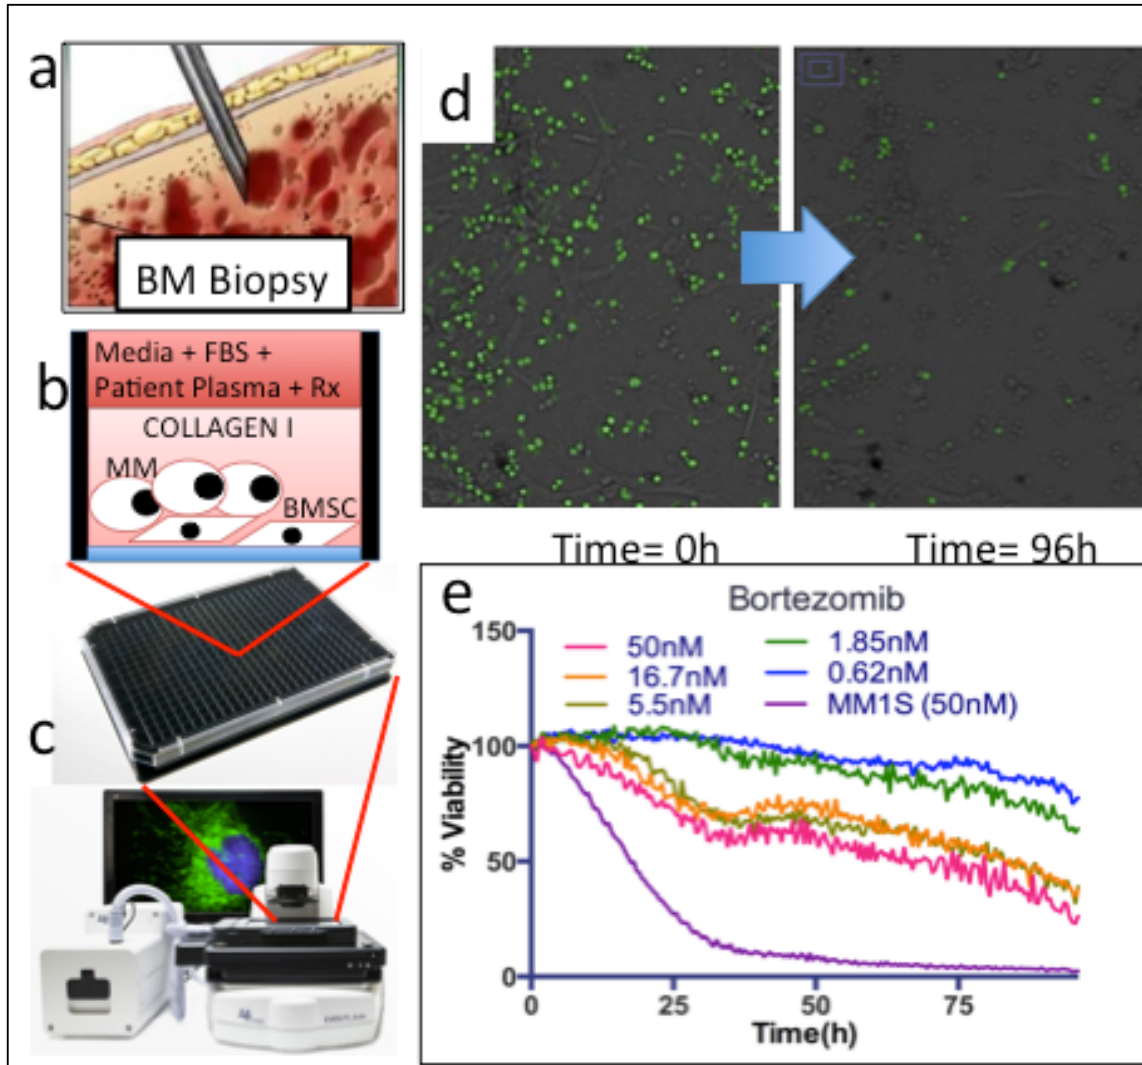 a
BM Biopsy
b
Media + FBS +
Patient Plasma + Rx
COLLAGEN I
MM
BMSC
c
d
Time= 0h
Time= 96h
e
Bortezomib
150
100
50
0
% Viability
50nM
16.7nM
5.5nM
1.85nM
0.62nM
MM1S (50nM)
0
25
50
75
Time(h)